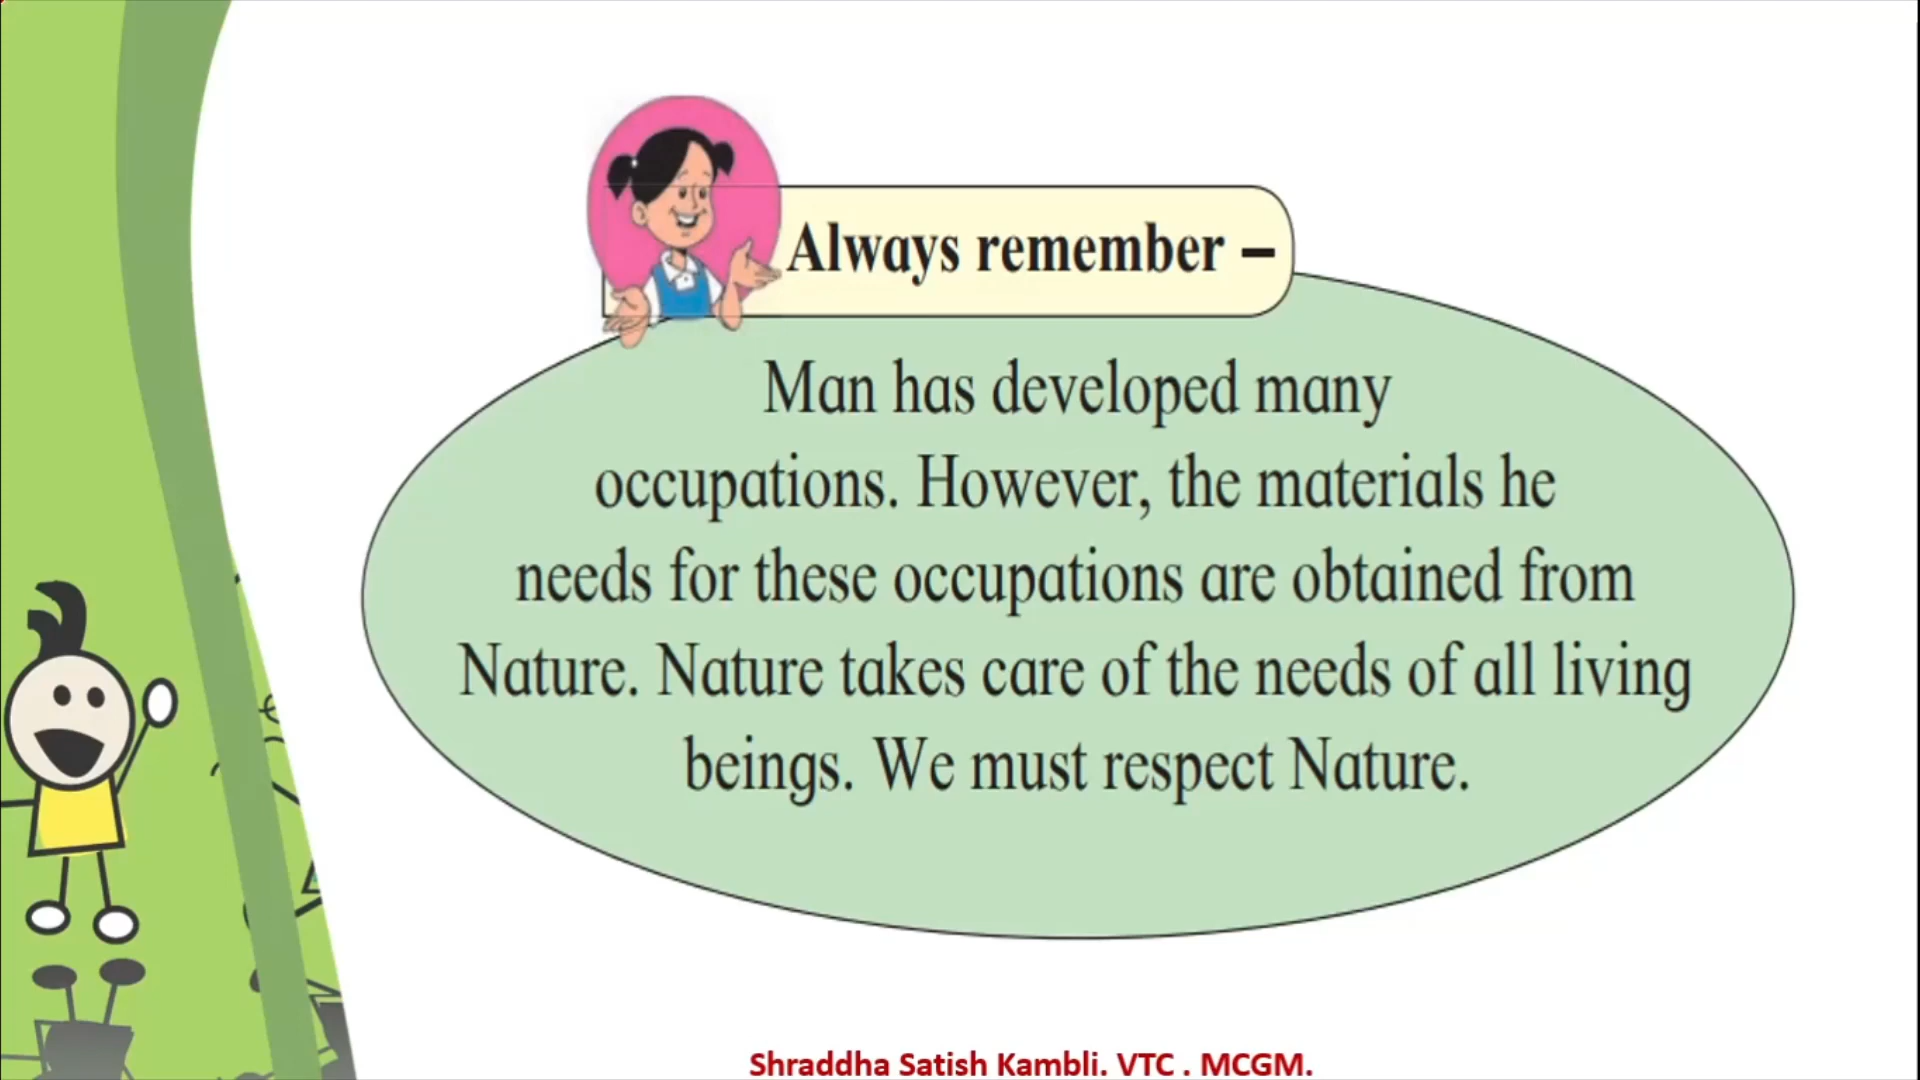 Always remember –
Man has developed many
occupations. However, the materials he
needs for these occupations are obtained from
Nature. Nature takes care of the needs of all living
beings. We must respect Nature.
Shraddha Satish Kambli. VTC . MCGM.